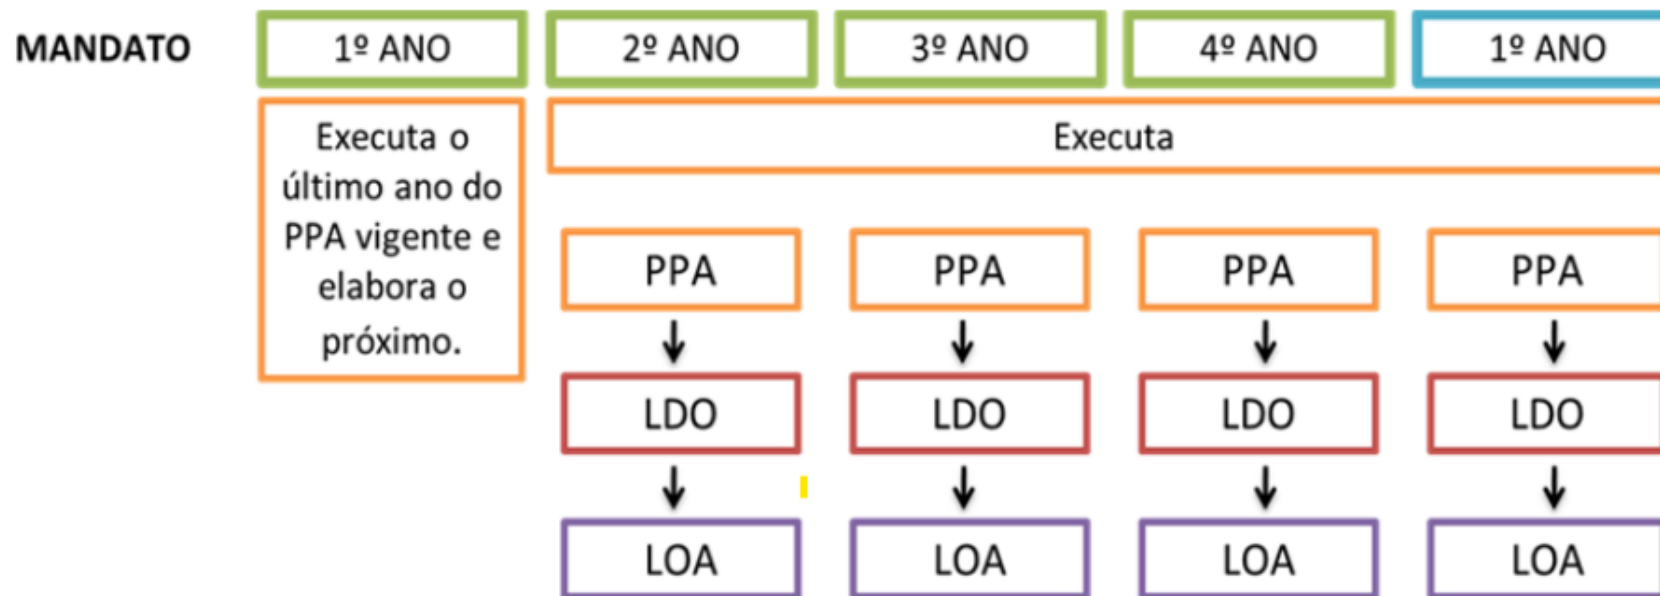 MANDATO 1º ANO 2º ANO 3º ANO 4º ANO 1º ANO
Executa o
último ano do
PPA vigente e
elabora o
próximo.
Executa
PPA PPA PPA PPA
LDO LDO LDO LDO
LOA LOA LOA LOA